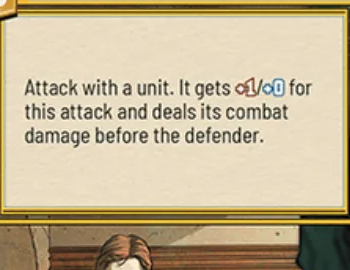 Attack with a unit. It gets +1/+0 for
this attack and deals its combat
damage before the defender.